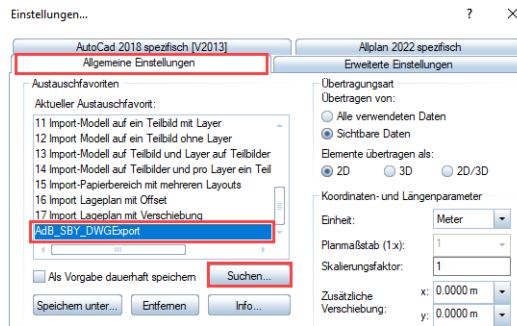 Einstellungen...
?
AutoCad 2018 spezifisch [V2013]
Allplan 2022 spezifisch
Allgemeine Einstellungen
Erweiterte Einstellungen
Austauschfavoriten
Aktueller Austauschfavorit:
11 Import-Modell auf ein Teilbild mit Layer
12 Import-Modell auf ein Teilbild ohne Layer
13 Import-Modell auf Teilbild und Layer auf Teilbilder
14 Import-Modell auf Teilbilder und pro Layer ein Teil
15 Import-Papierbereich mit mehreren Layouts
16 Import Lageplan mit Offset
17 Import Lageplan mit Verschiebung
AdB_SBY_DWGExport
Als Vorgabe dauerhaft speichern
Suchen...
Speichern unter...
Entfernen
Info...
Übertragungsart
Übertragen von:
Alle verwendeten Daten
Sichtbare Daten
Elemente übertragen als:
2D 3D 2D/3D
Koordinaten- und Längenparameter
Einheit: Meter
Planmaßstab (1:x): 1
Skalierungsfaktor: 1
Zusätzliche Verschiebung:
x: 0.0000 m
y: 0.0000 m